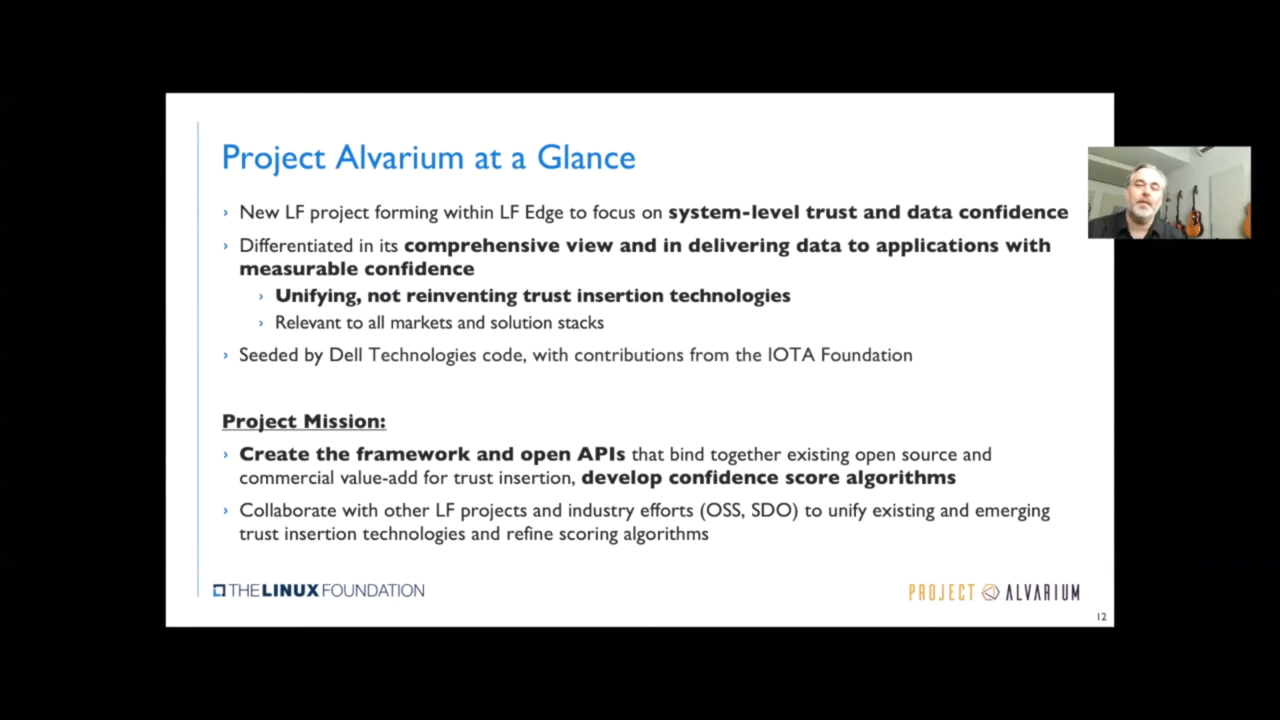 Project Alvarium at a Glance
› New LF project forming within LF Edge to focus on system-level trust and data confidence
› Differentiated in its comprehensive view and in delivering data to applications with
measurable confidence
› Unifying, not reinventing trust insertion technologies
› Relevant to all markets and solution stacks
› Seeded by Dell Technologies code, with contributions from the IOTA Foundation
Project Mission:
› Create the framework and open APIs that bind together existing open source and
commercial value-add for trust insertion, develop confidence score algorithms
› Collaborate with other LF projects and industry efforts (OSS, SDO) to unify existing and emerging
trust insertion technologies and refine scoring algorithms
THE LINUX FOUNDATION
PROJECT ALVARIUM
12